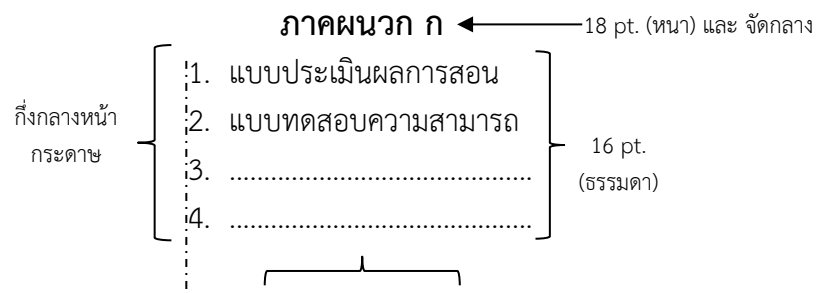 ภาคผนวก ก
18 pt. (หนา) และ จัดกลาง
1. แบบประเมินผลการสอน
2. แบบทดสอบความสามารถ
3. ..........................................
4. ..........................................
กึ่งกลางหน้า
กระดาษ
16 pt.
(ธรรมดา)